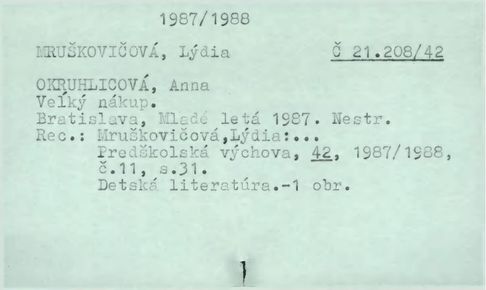 1987/1988
MRUŠKOVIČOVÁ, Lýdia Č 21.208/42
OKRUHLICOVÁ, Anna
Veľký nákup.
Bratislava, Mladé letá 1987. Nestr.
Rec.: Mruškovičová,Lýdia:...
Predškolská výchova, 42, 1987/1988,
č.11, s.31.
Detská literatúra.-1 obr.